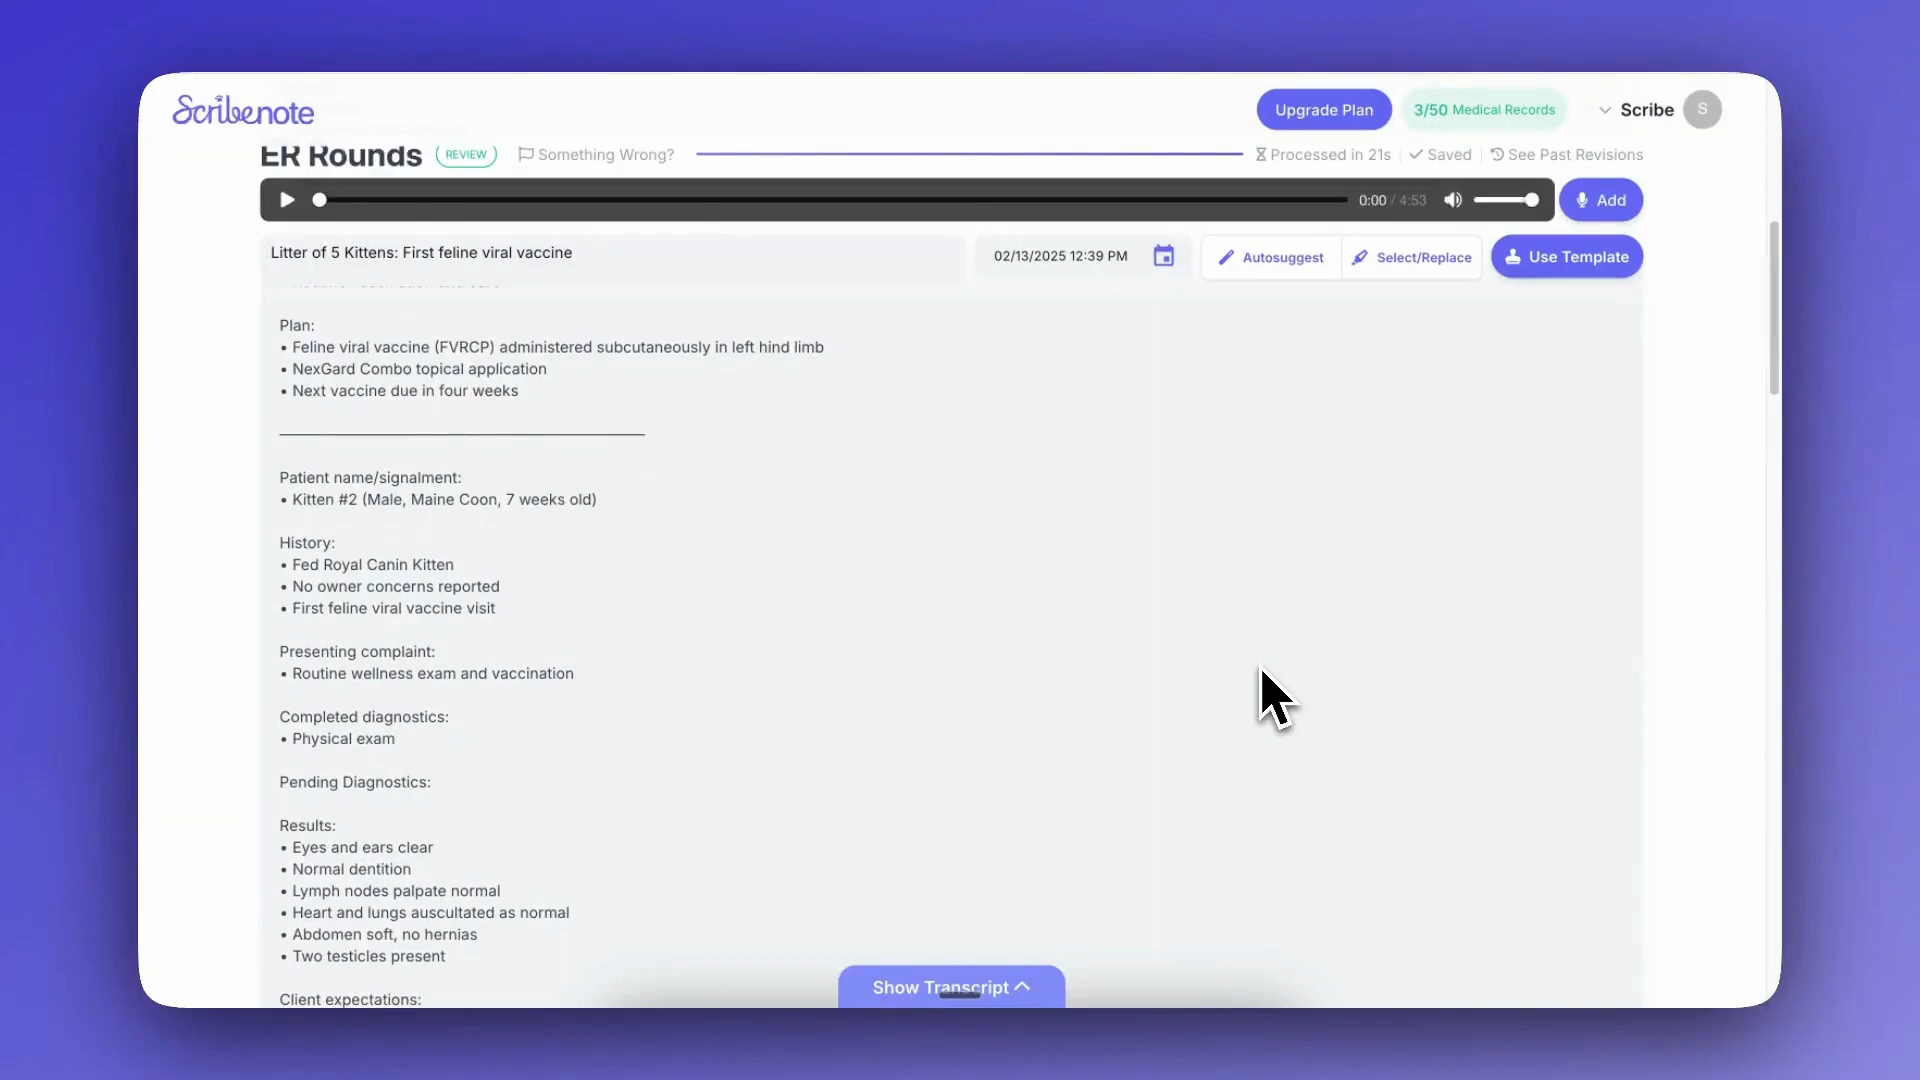 Scribenote
Upgrade Plan
3/50 Medical Records
Scribe
S
ER Rounds
REVIEW
Something Wrong?
Processed in 21s
Saved
See Past Revisions
0:00 / 4:53
Add
Litter of 5 Kittens: First feline viral vaccine
02/13/2025 12:39 PM
Autosuggest
Select/Replace
Use Template
Plan:
• Feline viral vaccine (FVRCP) administered subcutaneously in left hind limb
• NexGard Combo topical application
• Next vaccine due in four weeks
Patient name/signalment:
• Kitten #2 (Male, Maine Coon, 7 weeks old)
History:
• Fed Royal Canin Kitten
• No owner concerns reported
• First feline viral vaccine visit
Presenting complaint:
• Routine wellness exam and vaccination
Completed diagnostics:
• Physical exam
Pending Diagnostics:
Results:
• Eyes and ears clear
• Normal dentition
• Lymph nodes palpate normal
• Heart and lungs auscultated as normal
• Abdomen soft, no hernias
• Two testicles present
Client expectations:
Show Transcript